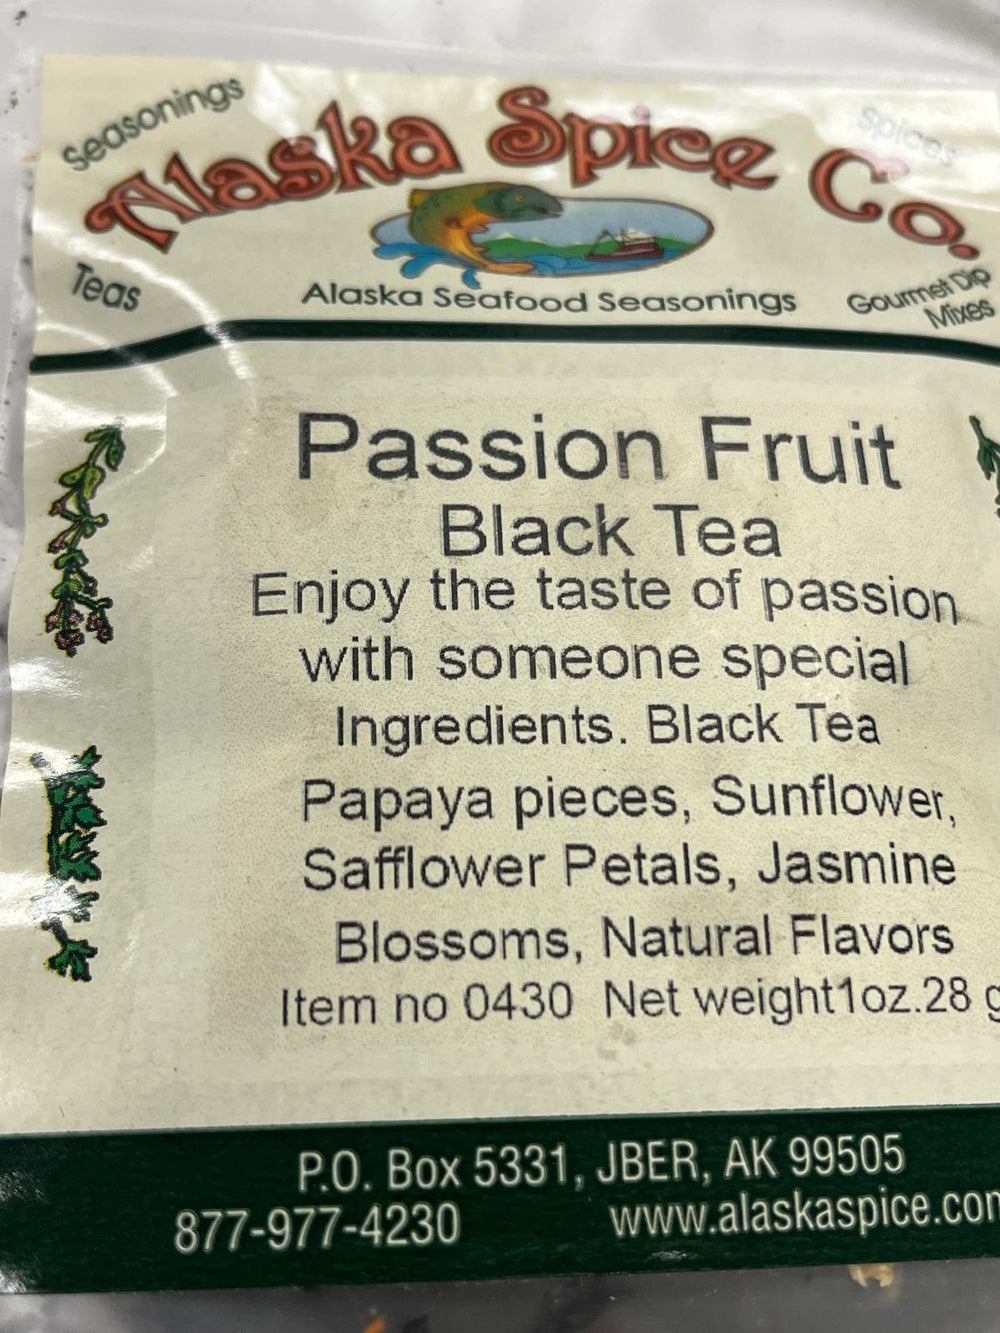 Seasonings
Spices
Alaska Spice Co.
Teas
Alaska Seafood Seasonings
Gourmet Dip
Mixes
Passion Fruit
Black Tea
Enjoy the taste of passion
with someone special
Ingredients. Black Tea
Papaya pieces, Sunflower,
Safflower Petals, Jasmine
Blossoms, Natural Flavors
Item no 0430 Net weight1oz.28 g
P.O. Box 5331, JBER, AK 99505
877-977-4230 www.alaskaspice.com